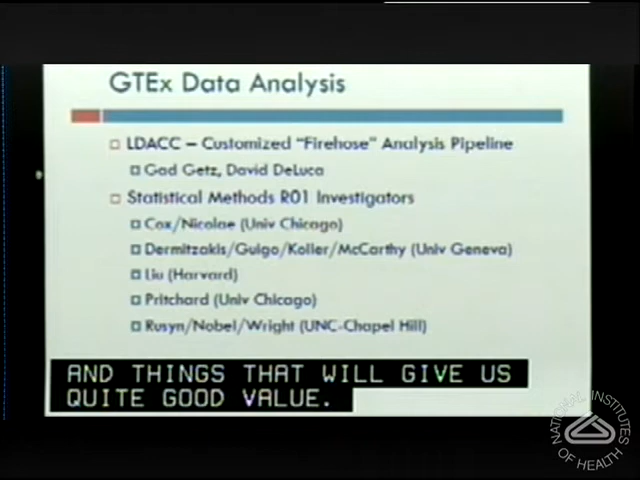 GTEx Data Analysis
LDACC – Customized "Firehose" Analysis Pipeline
Gad Getz, David DeLuca
Statistical Methods R01 Investigators
Cox/Nicolae (Univ Chicago)
Dermitzakis/Guigo/Koller/McCarthy (Univ Geneva)
Liu (Harvard)
Pritchard (Univ Chicago)
Rusyn/Nobel/Wright (UNC-Chapel Hill)
AND THINGS THAT WILL GIVE US
QUITE GOOD VALUE.
NATIONAL INSTITUTES
OF HEALTH